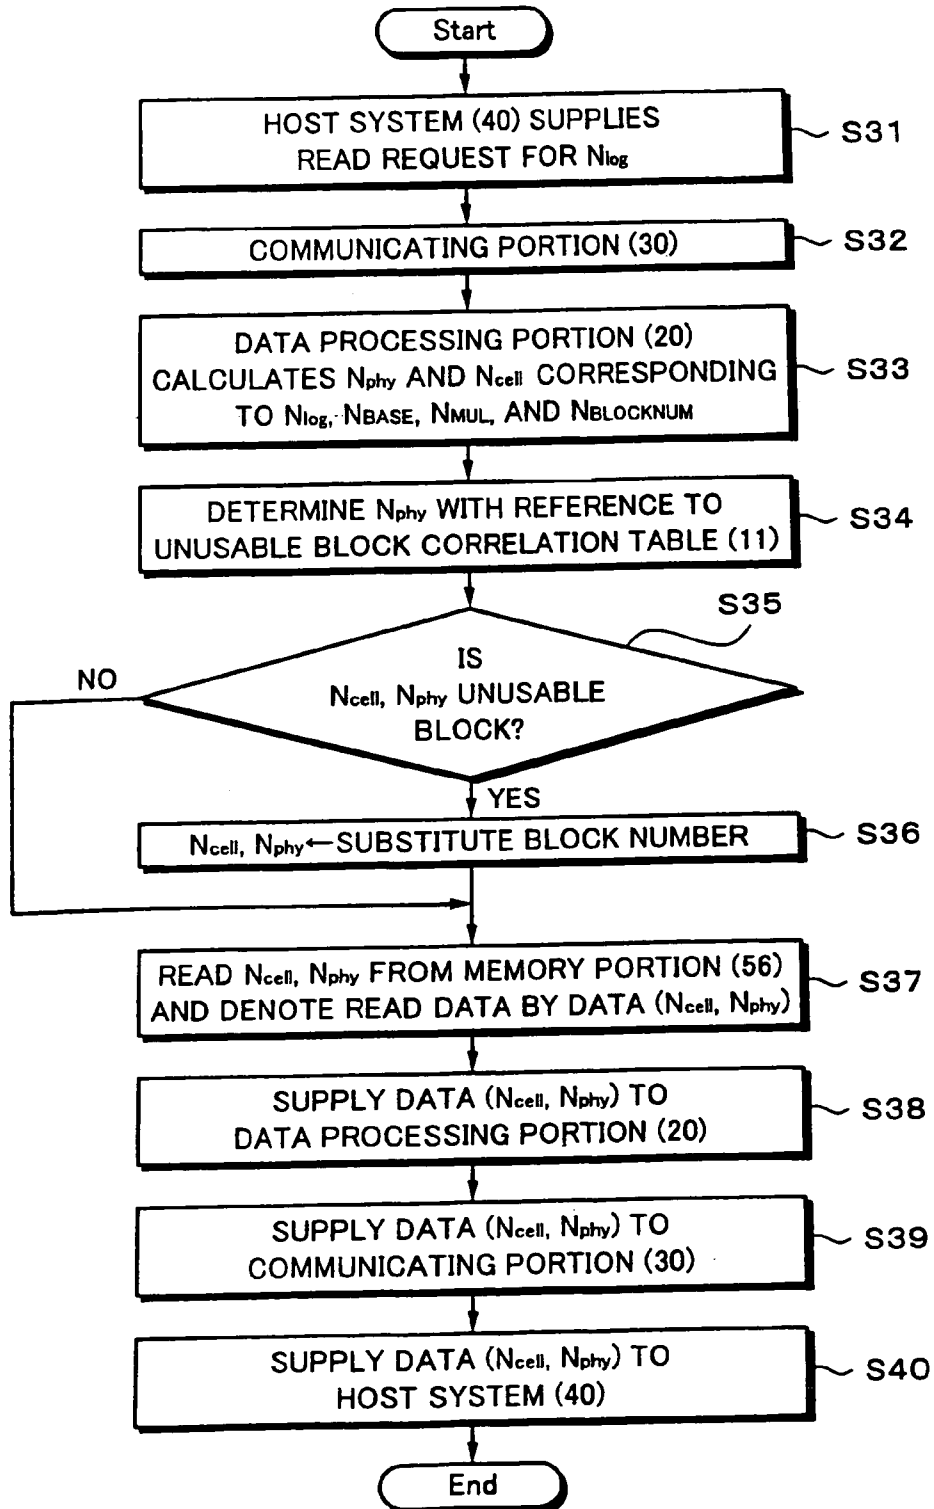 Start
HOST SYSTEM (40) SUPPLIES
READ REQUEST FOR Nlog
S31
COMMUNICATING PORTION (30)
S32
DATA PROCESSING PORTION (20)
CALCULATES Nphy AND Ncell CORRESPONDING
TO Nlog, NBASE, NMUL, AND NBLOCKNUM
S33
DETERMINE Nphy WITH REFERENCE TO
UNUSABLE BLOCK CORRELATION TABLE (11)
S34
S35
IS
Ncell, Nphy UNUSABLE
BLOCK?
NO
YES
Ncell, Nphy←SUBSTITUTE BLOCK NUMBER
S36
READ Ncell, Nphy FROM MEMORY PORTION (56)
AND DENOTE READ DATA BY DATA (Ncell, Nphy)
S37
SUPPLY DATA (Ncell, Nphy) TO
DATA PROCESSING PORTION (20)
S38
SUPPLY DATA (Ncell, Nphy) TO
COMMUNICATING PORTION (30)
S39
SUPPLY DATA (Ncell, Nphy) TO
HOST SYSTEM (40)
S40
End